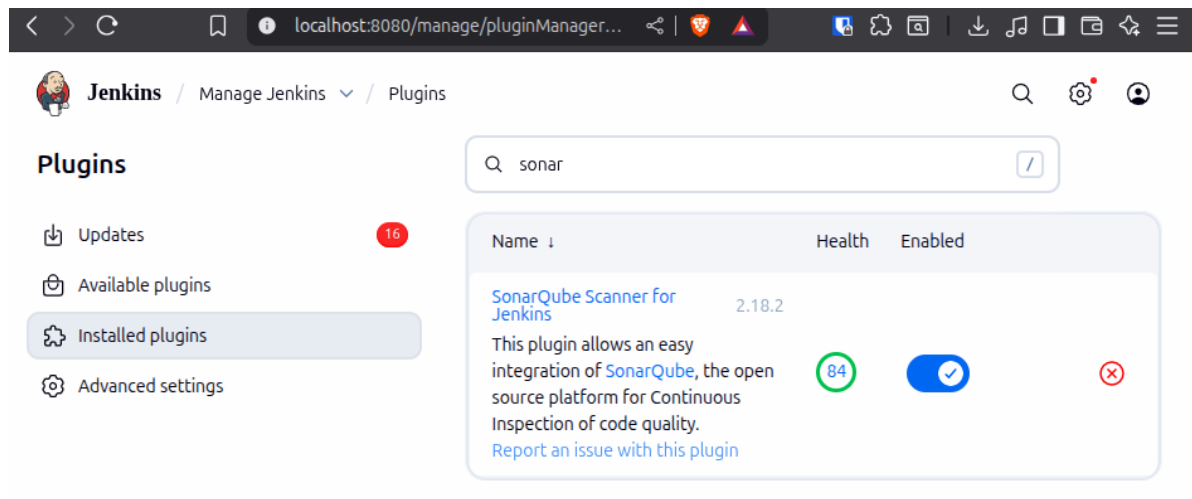 localhost:8080/manage/pluginManager...
Jenkins / Manage Jenkins / Plugins
Plugins
sonar
/
Updates 16
Available plugins
Installed plugins
Advanced settings
Name ↓ Health Enabled
SonarQube Scanner for
Jenkins
2.18.2
This plugin allows an easy
integration of SonarQube, the open
source platform for Continuous
Inspection of code quality.
Report an issue with this plugin
84